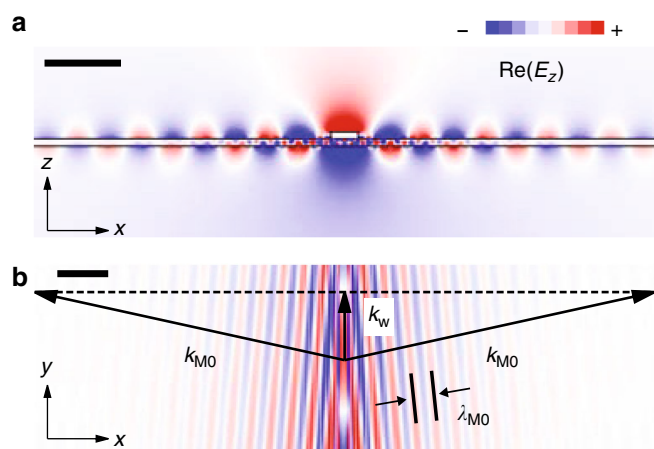 a
− +
Re(E_z)
z
x
b
k_w
k_M0 k_M0
λ_M0
y
x